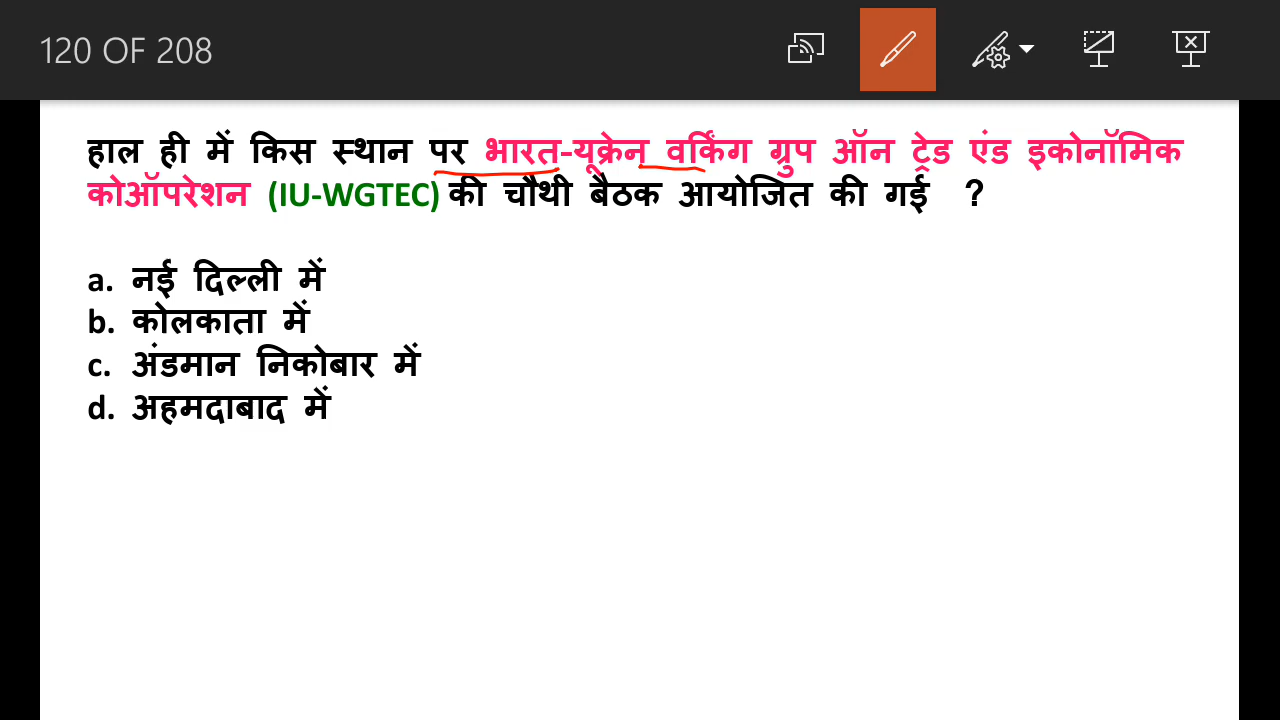 120 OF 208
हाल ही में किस स्थान पर भारत-यूक्रेन वर्किंग ग्रुप ऑन ट्रेड एंड इकोनॉमिक
कोऑपरेशन (IU-WGTEC) की चौथी बैठक आयोजित की गई ?
a. नई दिल्ली में
b. कोलकाता में
c. अंडमान निकोबार में
d. अहमदाबाद में